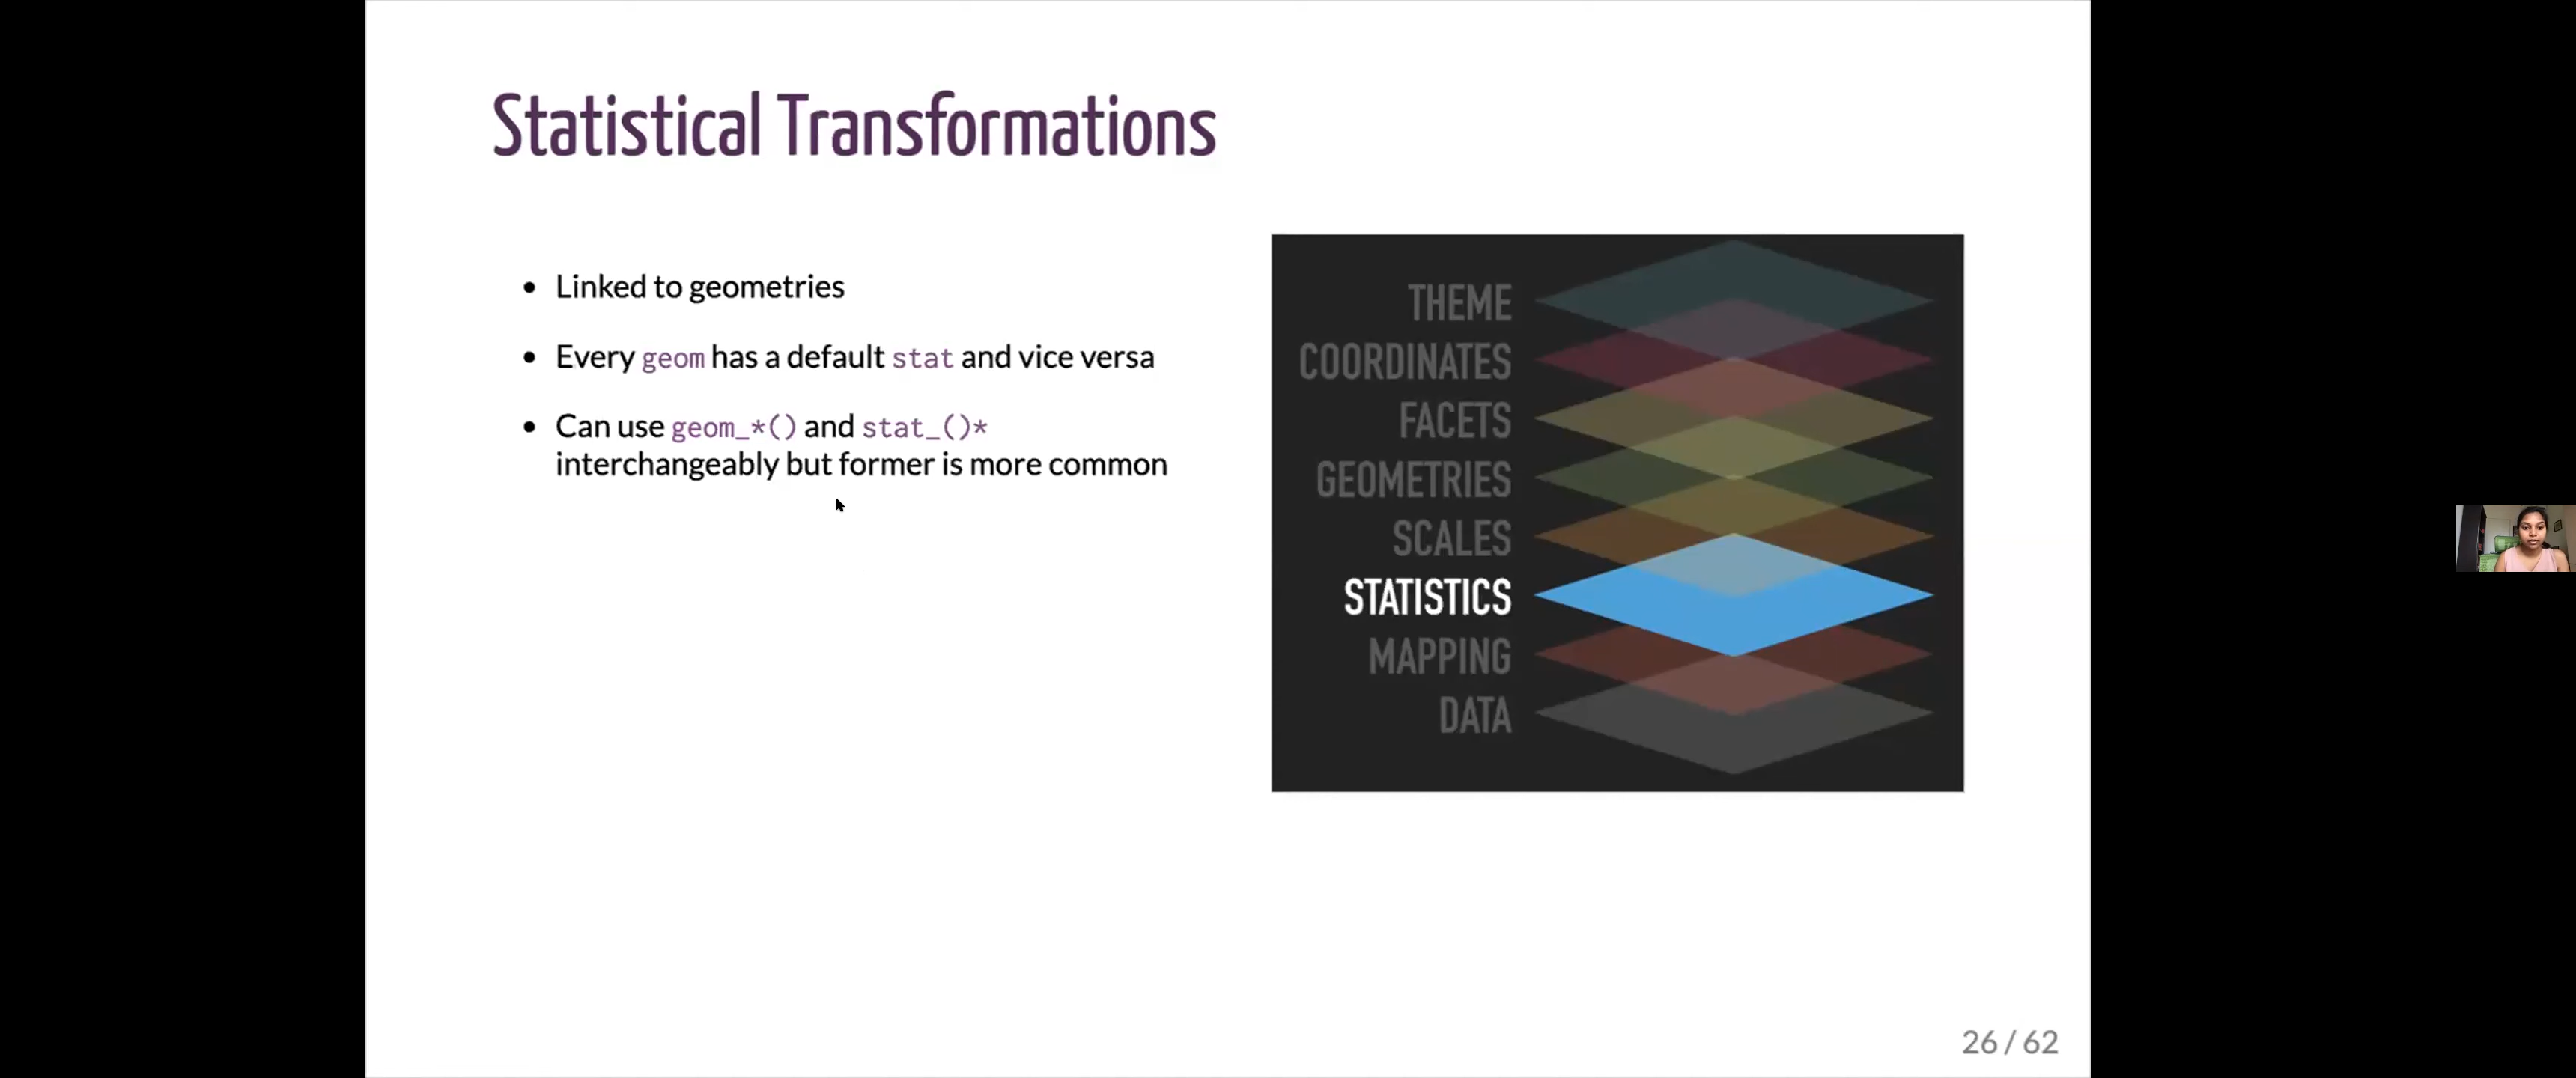 Statistical Transformations
• Linked to geometries
• Every geom has a default stat and vice versa
• Can use geom_*() and stat_()*
interchangeably but former is more common
THEME
COORDINATES
FACETS
GEOMETRIES
SCALES
STATISTICS
MAPPING
DATA
26 / 62